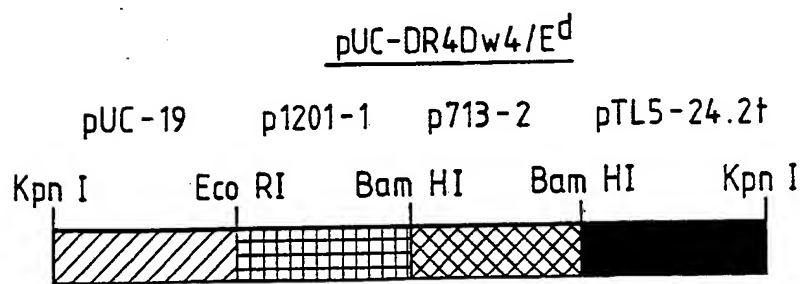 pUC-DR4Dw4/Eᵈ
pUC-19 p1201-1 p713-2 pTL5-24.2t
Kpn I Eco RI Bam HI Bam HI Kpn I